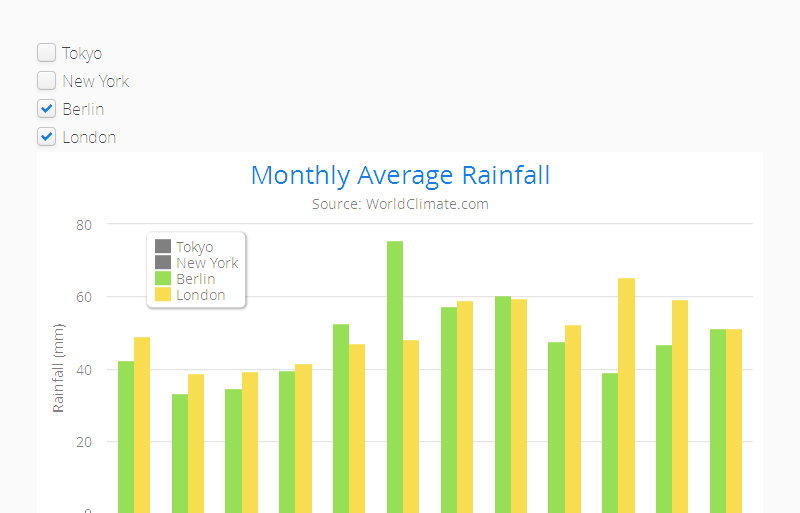 Tokyo
New York
Berlin
London
Monthly Average Rainfall
Source: WorldClimate.com
80
Tokyo
New York
Berlin
London
60
Rainfall (mm)
40
20
0